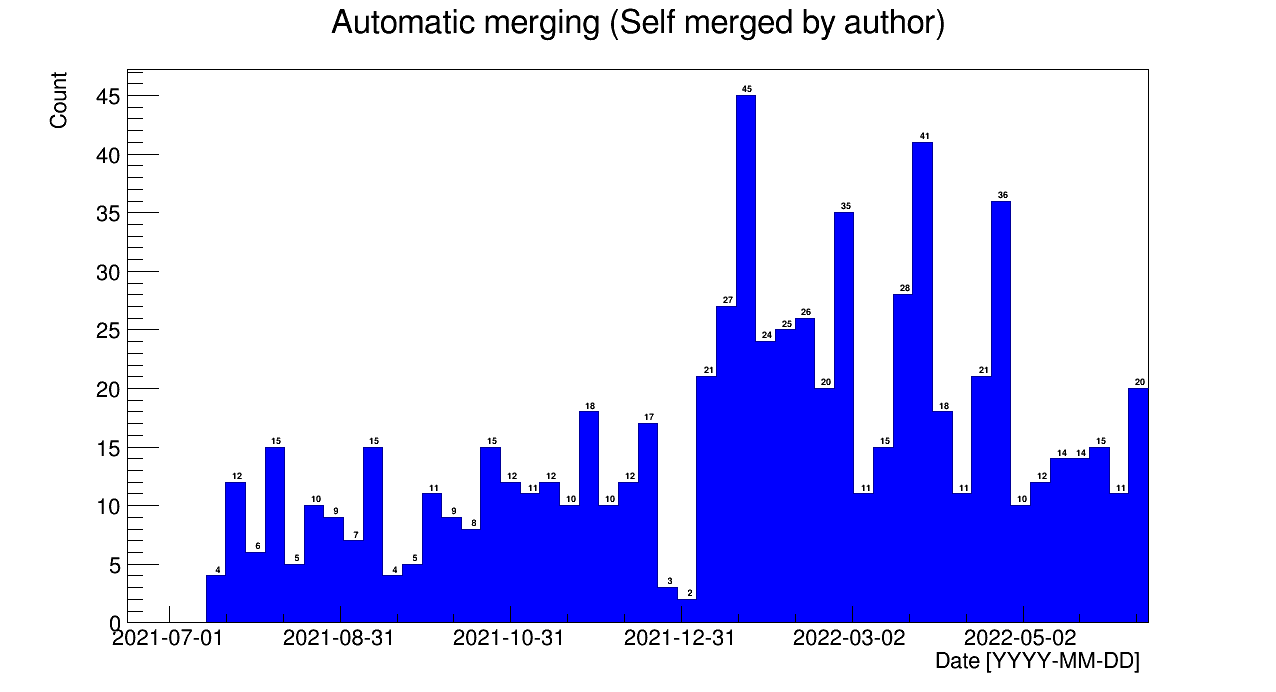 Automatic merging (Self merged by author)
Count
45
40
35
30
25
20
15
10
5
0
4 12 6 15 5 10 9 7 15 4 5 11 9 8 15 12 11 12 10 18 10 12 17 3 2 21 27 45 24 25 26 20 35 11 15 28 41 18 11 21 36 10 12 14 14 15 11 20
2021-07-01 2021-08-31 2021-10-31 2021-12-31 2022-03-02 2022-05-02
Date [YYYY-MM-DD]